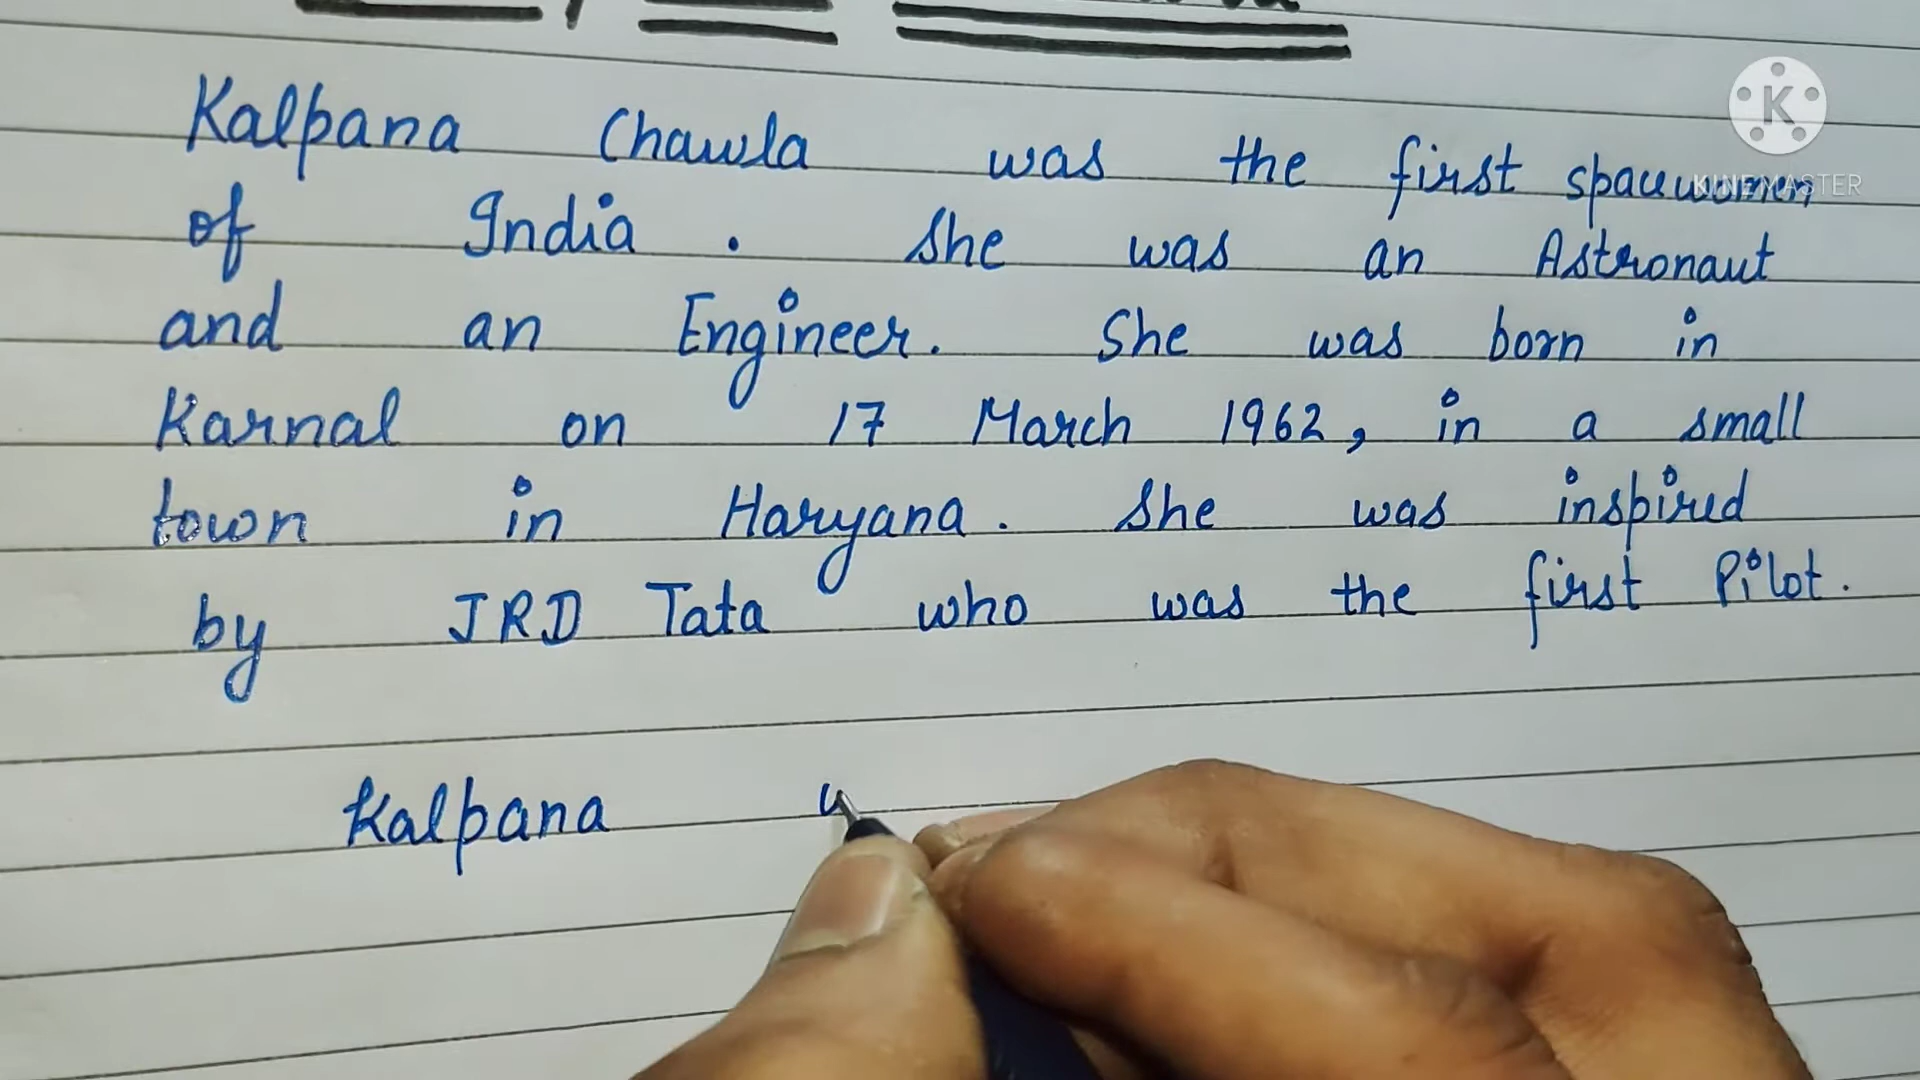 Kalpana Chawla was the first spacewomen
of India. She was an Astronaut
and an Engineer. She was born in
Karnal on 17 March 1962, in a small
town in Haryana. She was inspired
by JRD Tata who was the first Pilot.
Kalpana
KINEMASTER